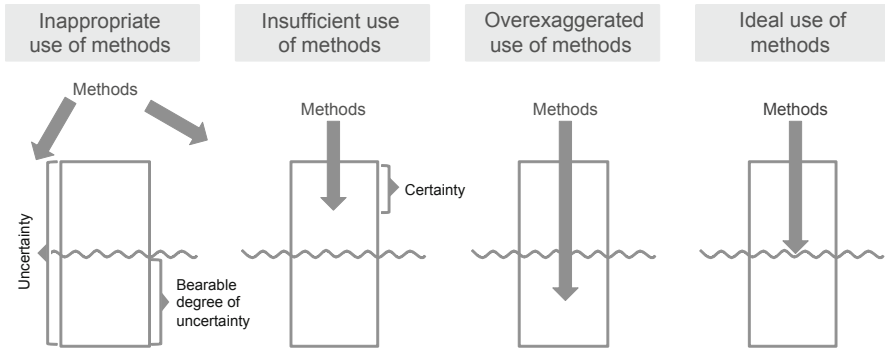 Inappropriate
use of methods
Insufficient use
of methods
Overexaggerated
use of methods
Ideal use of
methods
Methods
Methods
Methods
Methods
Certainty
Uncertainty
Bearable
degree of
uncertainty